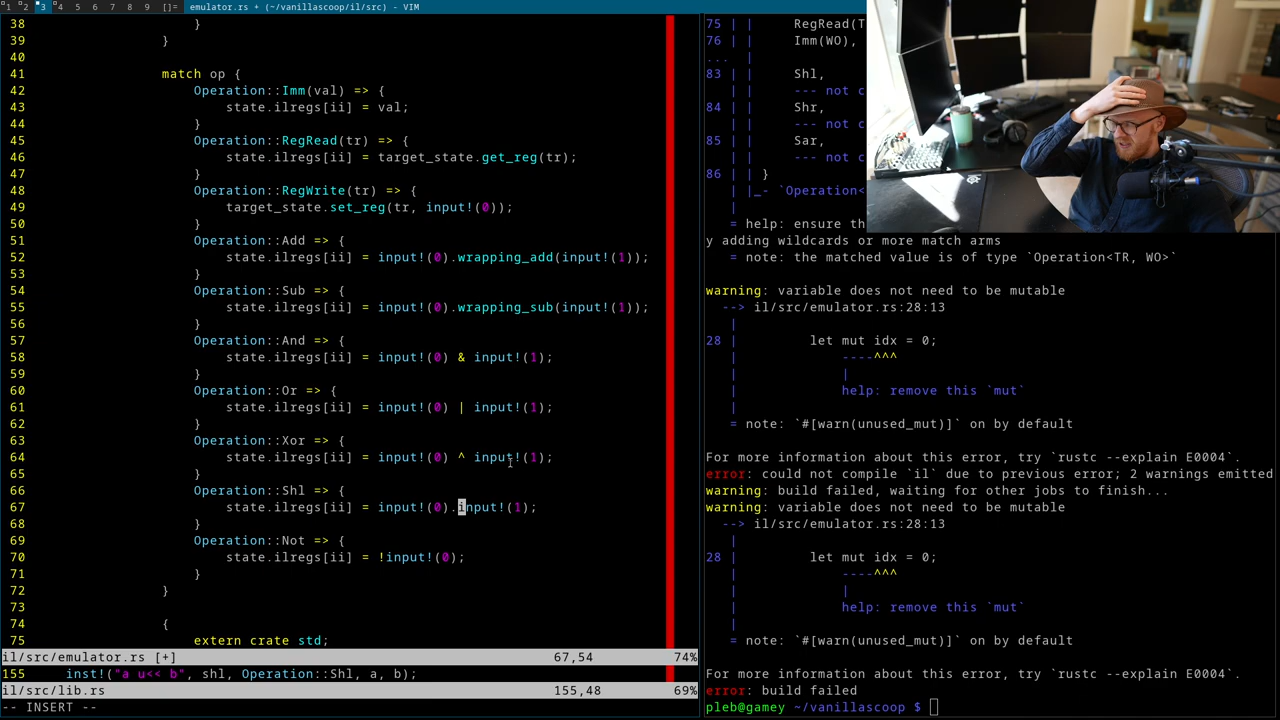 1 2 3 4 5 6 7 8 9 []= emulator.rs + (~/vanillascoop/il/src) - VIM
38 }
39 }
40
41 match op {
42 Operation::Imm(val) => {
43 state.ilregs[ii] = val;
44 }
45 Operation::RegRead(tr) => {
46 state.ilregs[ii] = target_state.get_reg(tr);
47 }
48 Operation::RegWrite(tr) => {
49 target_state.set_reg(tr, input!(0));
50 }
51 Operation::Add => {
52 state.ilregs[ii] = input!(0).wrapping_add(input!(1));
53 }
54 Operation::Sub => {
55 state.ilregs[ii] = input!(0).wrapping_sub(input!(1));
56 }
57 Operation::And => {
58 state.ilregs[ii] = input!(0) & input!(1);
59 }
60 Operation::Or => {
61 state.ilregs[ii] = input!(0) | input!(1);
62 }
63 Operation::Xor => {
64 state.ilregs[ii] = input!(0) ^ input!(1);
65 }
66 Operation::Shl => {
67 state.ilregs[ii] = input!(0).input!(1);
68 }
69 Operation::Not => {
70 state.ilregs[ii] = !input!(0);
71 }
72 }
73
74 {
75 extern crate std;
il/src/emulator.rs [+] 67,54 74%
155 inst!("a u<< b", shl, Operation::Shl, a, b);
il/src/lib.rs 155,48 69%
-- INSERT --
75 | | RegRead(T
76 | | Imm(WO),
... |
83 | | Shl,
| | --- not c
84 | | Shr,
| | --- not c
85 | | Sar,
| | --- not c
86 | | }
| |_- `Operation<
|
= help: ensure th
y adding wildcards or more match arms
= note: the matched value is of type `Operation<TR, WO>`
warning: variable does not need to be mutable
--> il/src/emulator.rs:28:13
|
28 | let mut idx = 0;
| ----^^^
| |
| help: remove this `mut`
|
= note: `#[warn(unused_mut)]` on by default
For more information about this error, try `rustc --explain E0004`.
error: could not compile `il` due to previous error; 2 warnings emitted
warning: build failed, waiting for other jobs to finish...
warning: variable does not need to be mutable
--> il/src/emulator.rs:28:13
|
28 | let mut idx = 0;
| ----^^^
| |
| help: remove this `mut`
|
= note: `#[warn(unused_mut)]` on by default
For more information about this error, try `rustc --explain E0004`.
error: build failed
pleb@gamey ~/vanillascoop $